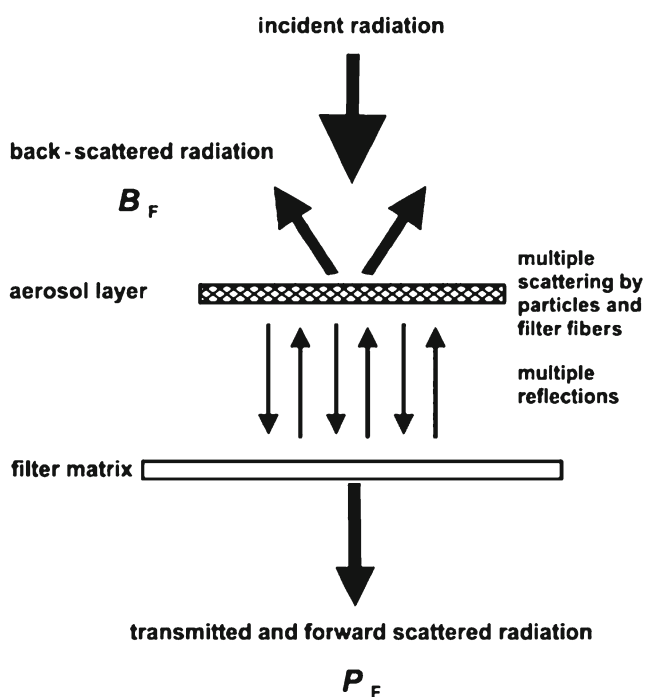 incident radiation
back-scattered radiation
B F
aerosol layer
multiple
scattering by
particles and
filter fibers
multiple
reflections
filter matrix
transmitted and forward scattered radiation
P F